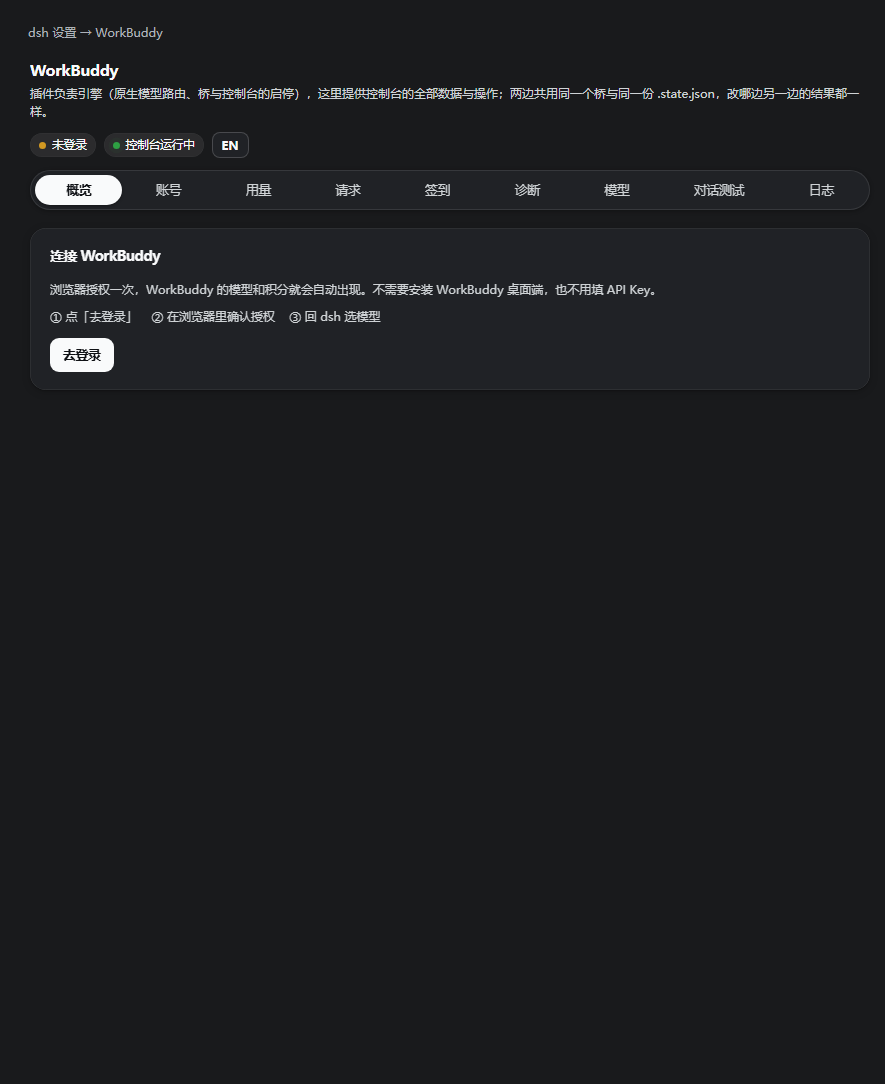 dsh 设置 → WorkBuddy
WorkBuddy
插件负责引擎（原生模型路由、桥与控制台的启停），这里提供控制台的全部数据与操作；两边共用同一个桥与同一份 .state.json，改哪边另一边的结果都一
样。
未登录 控制台运行中 EN
概览 账号 用量 请求 签到 诊断 模型 对话测试 日志
连接 WorkBuddy
浏览器授权一次，WorkBuddy 的模型和积分就会自动出现。不需要安装 WorkBuddy 桌面端，也不用填 API Key。
① 点「去登录」 ② 在浏览器里确认授权 ③ 回 dsh 选模型
去登录